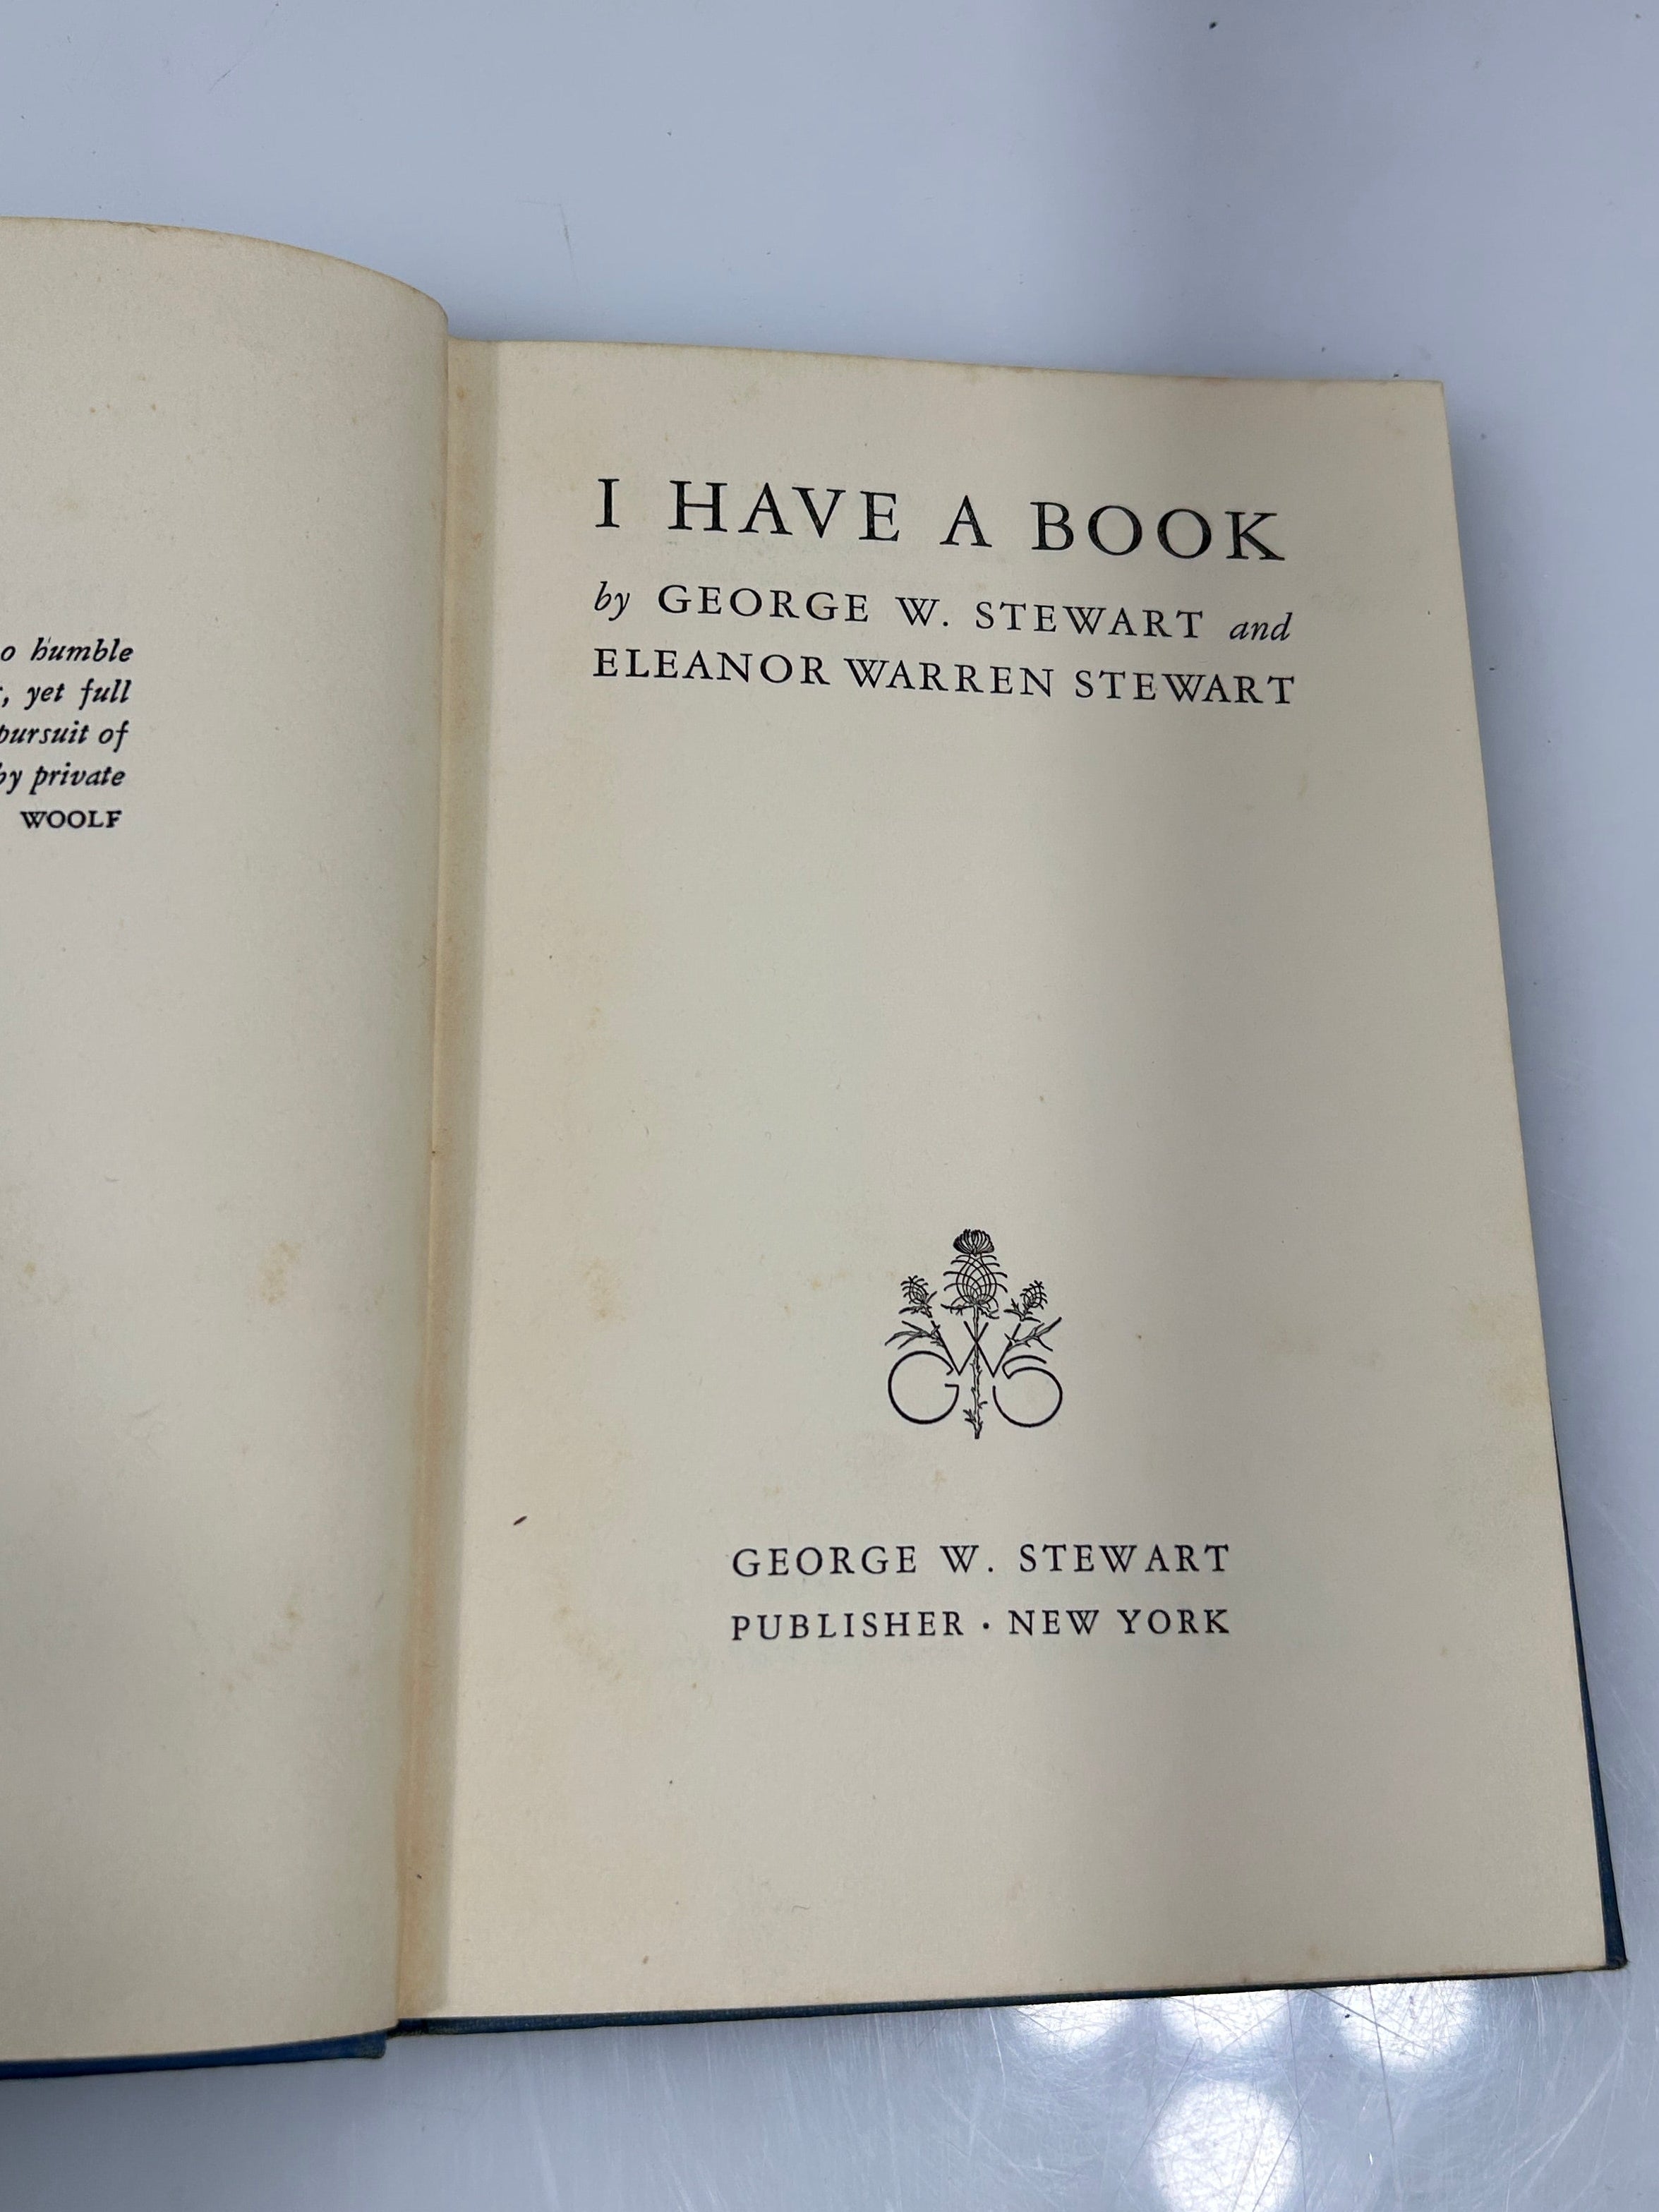 o humble
, yet full
pursuit of
by private
WOOLF
I HAVE A BOOK
by GEORGE W. STEWART and
ELEANOR WARREN STEWART
GWS
GEORGE W. STEWART
PUBLISHER · NEW YORK